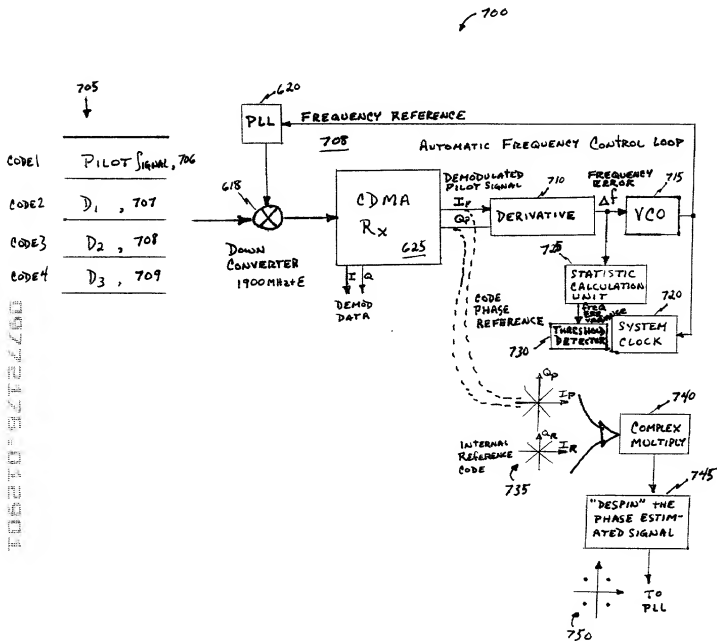 700
705
620
PLL
FREQUENCY REFERENCE
708
AUTOMATIC FREQUENCY CONTROL LOOP
CODE1 PILOT SIGNAL, 706
CODE2 D1, 707
CODE3 D2, 708
CODE4 D3, 709
618
DOWN
CONVERTER
1900MHz+E
CDMA
Rx
625
I Q
DEMOD
DATA
DEMODULATED
PILOT SIGNAL
IP
QP
710
DERIVATIVE
FREQUENCY
ERROR
Δf
715
VCO
725
STATISTIC
CALCULATION
UNIT
FREQ
ERR
VARIANCE
CODE
PHASE
REFERENCE
730
THRESHOLD
DETECTOR
720
SYSTEM
CLOCK
QP
IP
INTERNAL
REFERENCE
CODE
QR
IR
735
740
COMPLEX
MULTIPLY
745
"DESPIN" THE
PHASE ESTIM-
ATED SIGNAL
750
TO
PLL